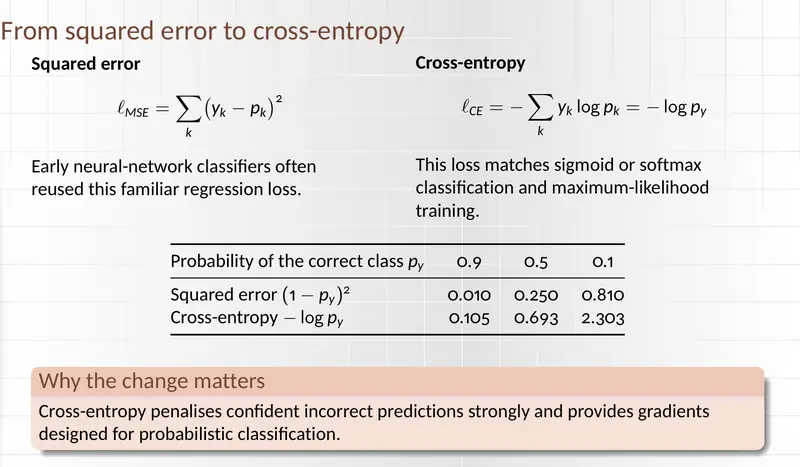 From squared error to cross-entropy
Squared error
ℓ_MSE = ∑_k (y_k − p_k)²
Early neural-network classifiers often
reused this familiar regression loss.
Cross-entropy
ℓ_CE = − ∑_k y_k log p_k = − log p_y
This loss matches sigmoid or softmax
classification and maximum-likelihood
training.
Probability of the correct class p_y 0.9 0.5 0.1
Squared error (1 − p_y)² 0.010 0.250 0.810
Cross-entropy − log p_y 0.105 0.693 2.303
Why the change matters
Cross-entropy penalises confident incorrect predictions strongly and provides gradients
designed for probabilistic classification.